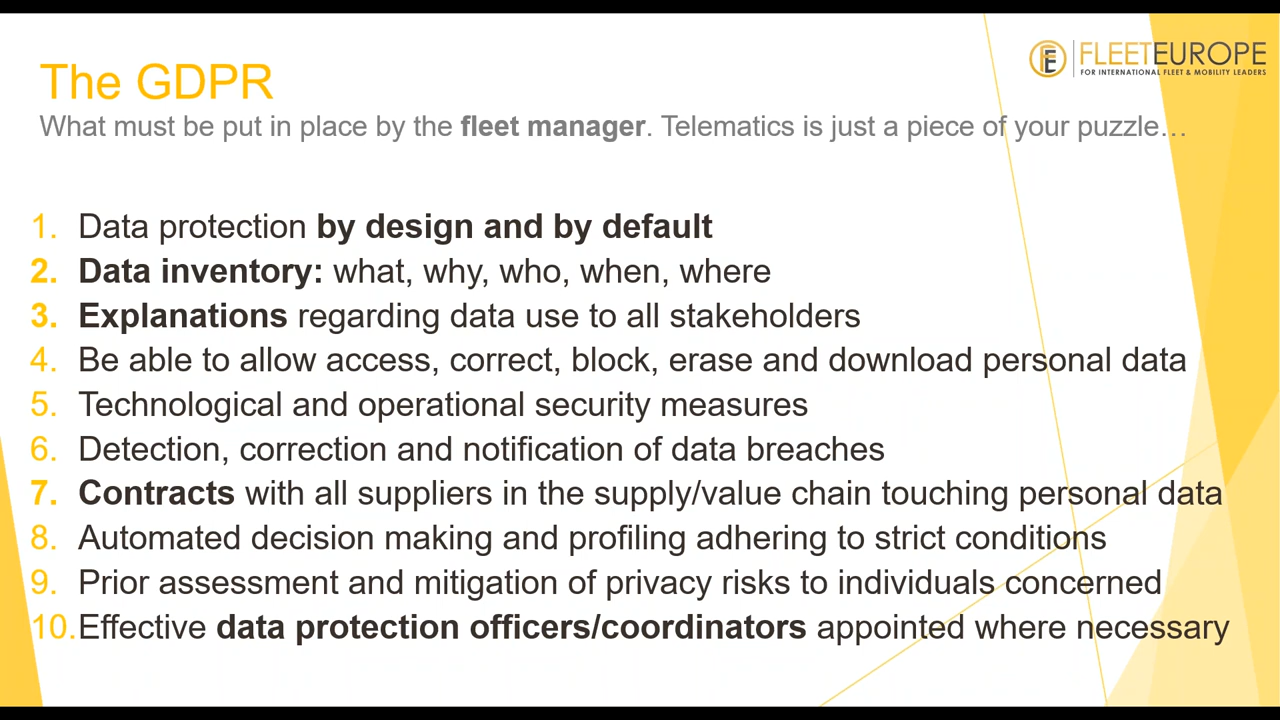 FLEETEUROPE
FOR INTERNATIONAL FLEET & MOBILITY LEADERS
The GDPR
What must be put in place by the fleet manager. Telematics is just a piece of your puzzle…
1. Data protection by design and by default
2. Data inventory: what, why, who, when, where
3. Explanations regarding data use to all stakeholders
4. Be able to allow access, correct, block, erase and download personal data
5. Technological and operational security measures
6. Detection, correction and notification of data breaches
7. Contracts with all suppliers in the supply/value chain touching personal data
8. Automated decision making and profiling adhering to strict conditions
9. Prior assessment and mitigation of privacy risks to individuals concerned
10. Effective data protection officers/coordinators appointed where necessary